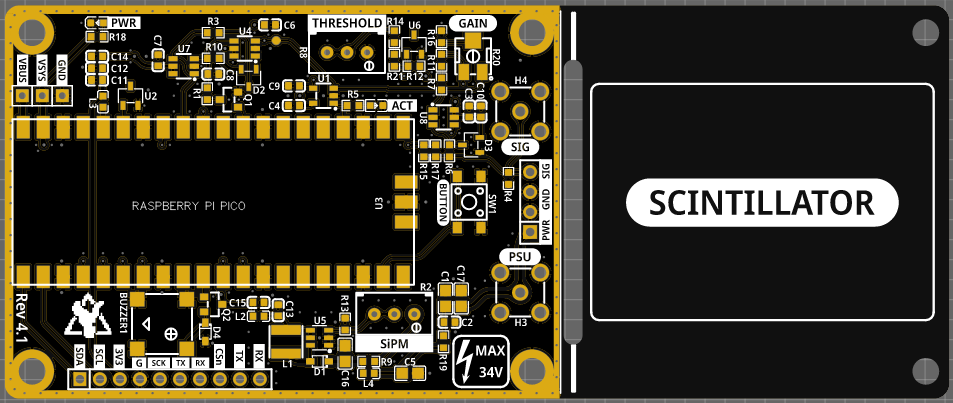 PWR
R18
R3
U4
C6
THRESHOLD
R14
U6
GAIN
R16
R20
VBUS
VSYS
GND
C14
C12
C11
C7
U7
R10
C8
D2
R8
R21
R12
R11
R7
H4
L3
U2
Q1
C9
U1
C4
R5
ACT
C3
C10
U8
D3
SIG
R15
R17
R6
SIG
GND
PWR
R4
BUTTON
SW1
RASPBERRY PI PICO
U3
SCINTILLATOR
PSU
Rev 4.1
BUZZER1
Q2
D4
C15
L2
C13
R13
R2
C17
C2
H3
U5
SiPM
R19
MAX
34V
L1
D1
C16
R9
L4
C5
SDA
SCL
3V3
G
SCK
TX
RX
CSn
TX
RX